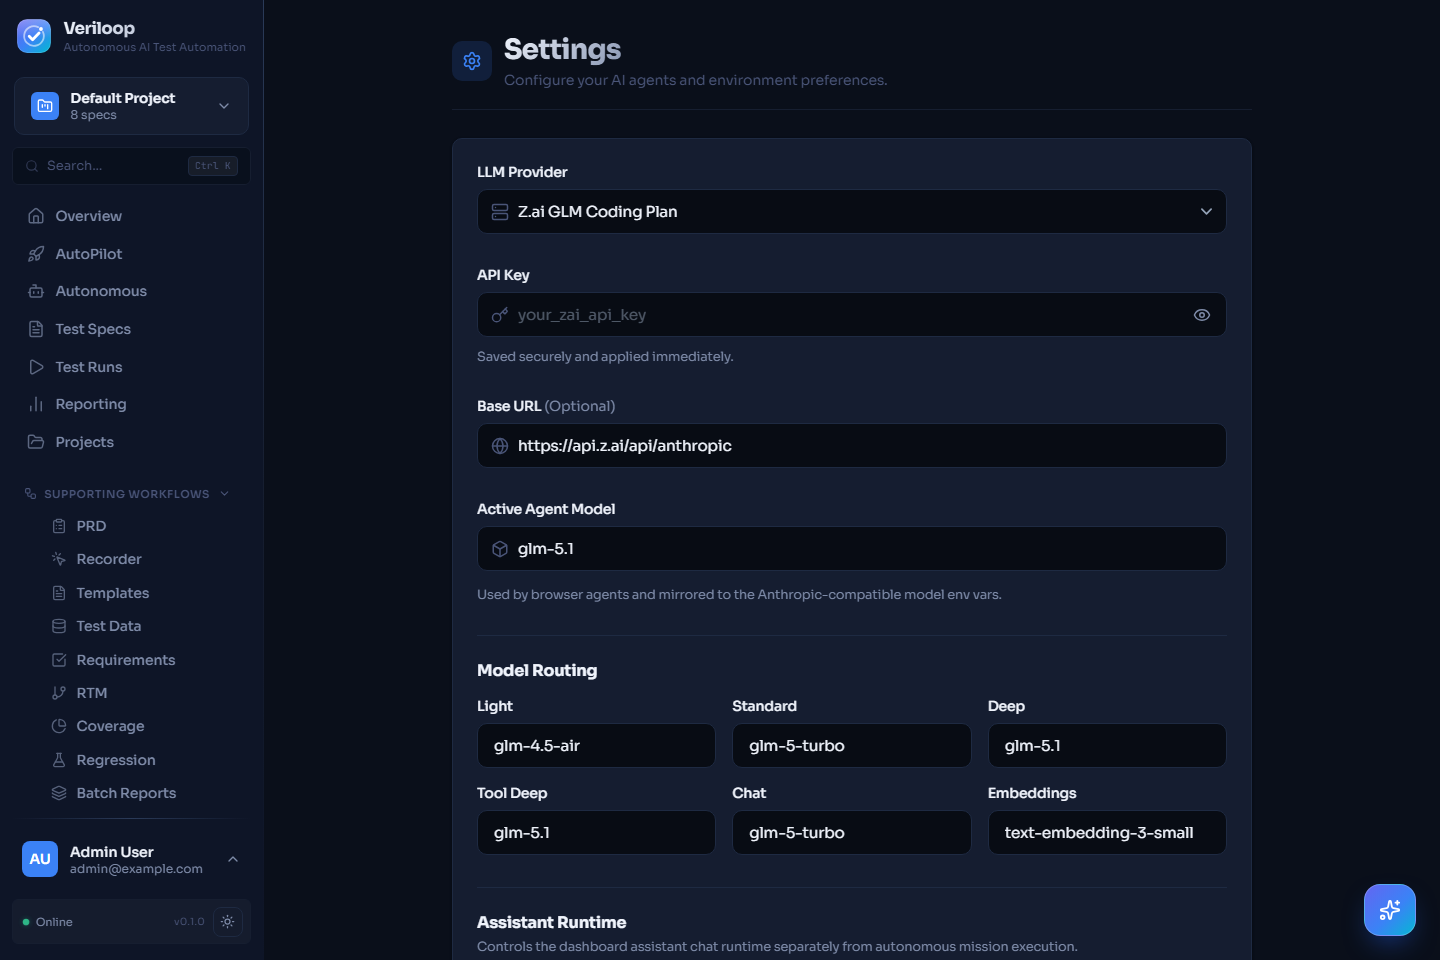 Veriloop
Autonomous AI Test Automation
Default Project
8 specs
Search...
Ctrl K
Overview
AutoPilot
Autonomous
Test Specs
Test Runs
Reporting
Projects
SUPPORTING WORKFLOWS
PRD
Recorder
Templates
Test Data
Requirements
RTM
Coverage
Regression
Batch Reports
AU
Admin User
admin@example.com
Online
v0.1.0
Settings
Configure your AI agents and environment preferences.
LLM Provider
Z.ai GLM Coding Plan
API Key
your_zai_api_key
Saved securely and applied immediately.
Base URL (Optional)
https://api.z.ai/api/anthropic
Active Agent Model
glm-5.1
Used by browser agents and mirrored to the Anthropic-compatible model env vars.
Model Routing
Light
Standard
Deep
glm-4.5-air
glm-5-turbo
glm-5.1
Tool Deep
Chat
Embeddings
glm-5.1
glm-5-turbo
text-embedding-3-small
Assistant Runtime
Controls the dashboard assistant chat runtime separately from autonomous mission execution.